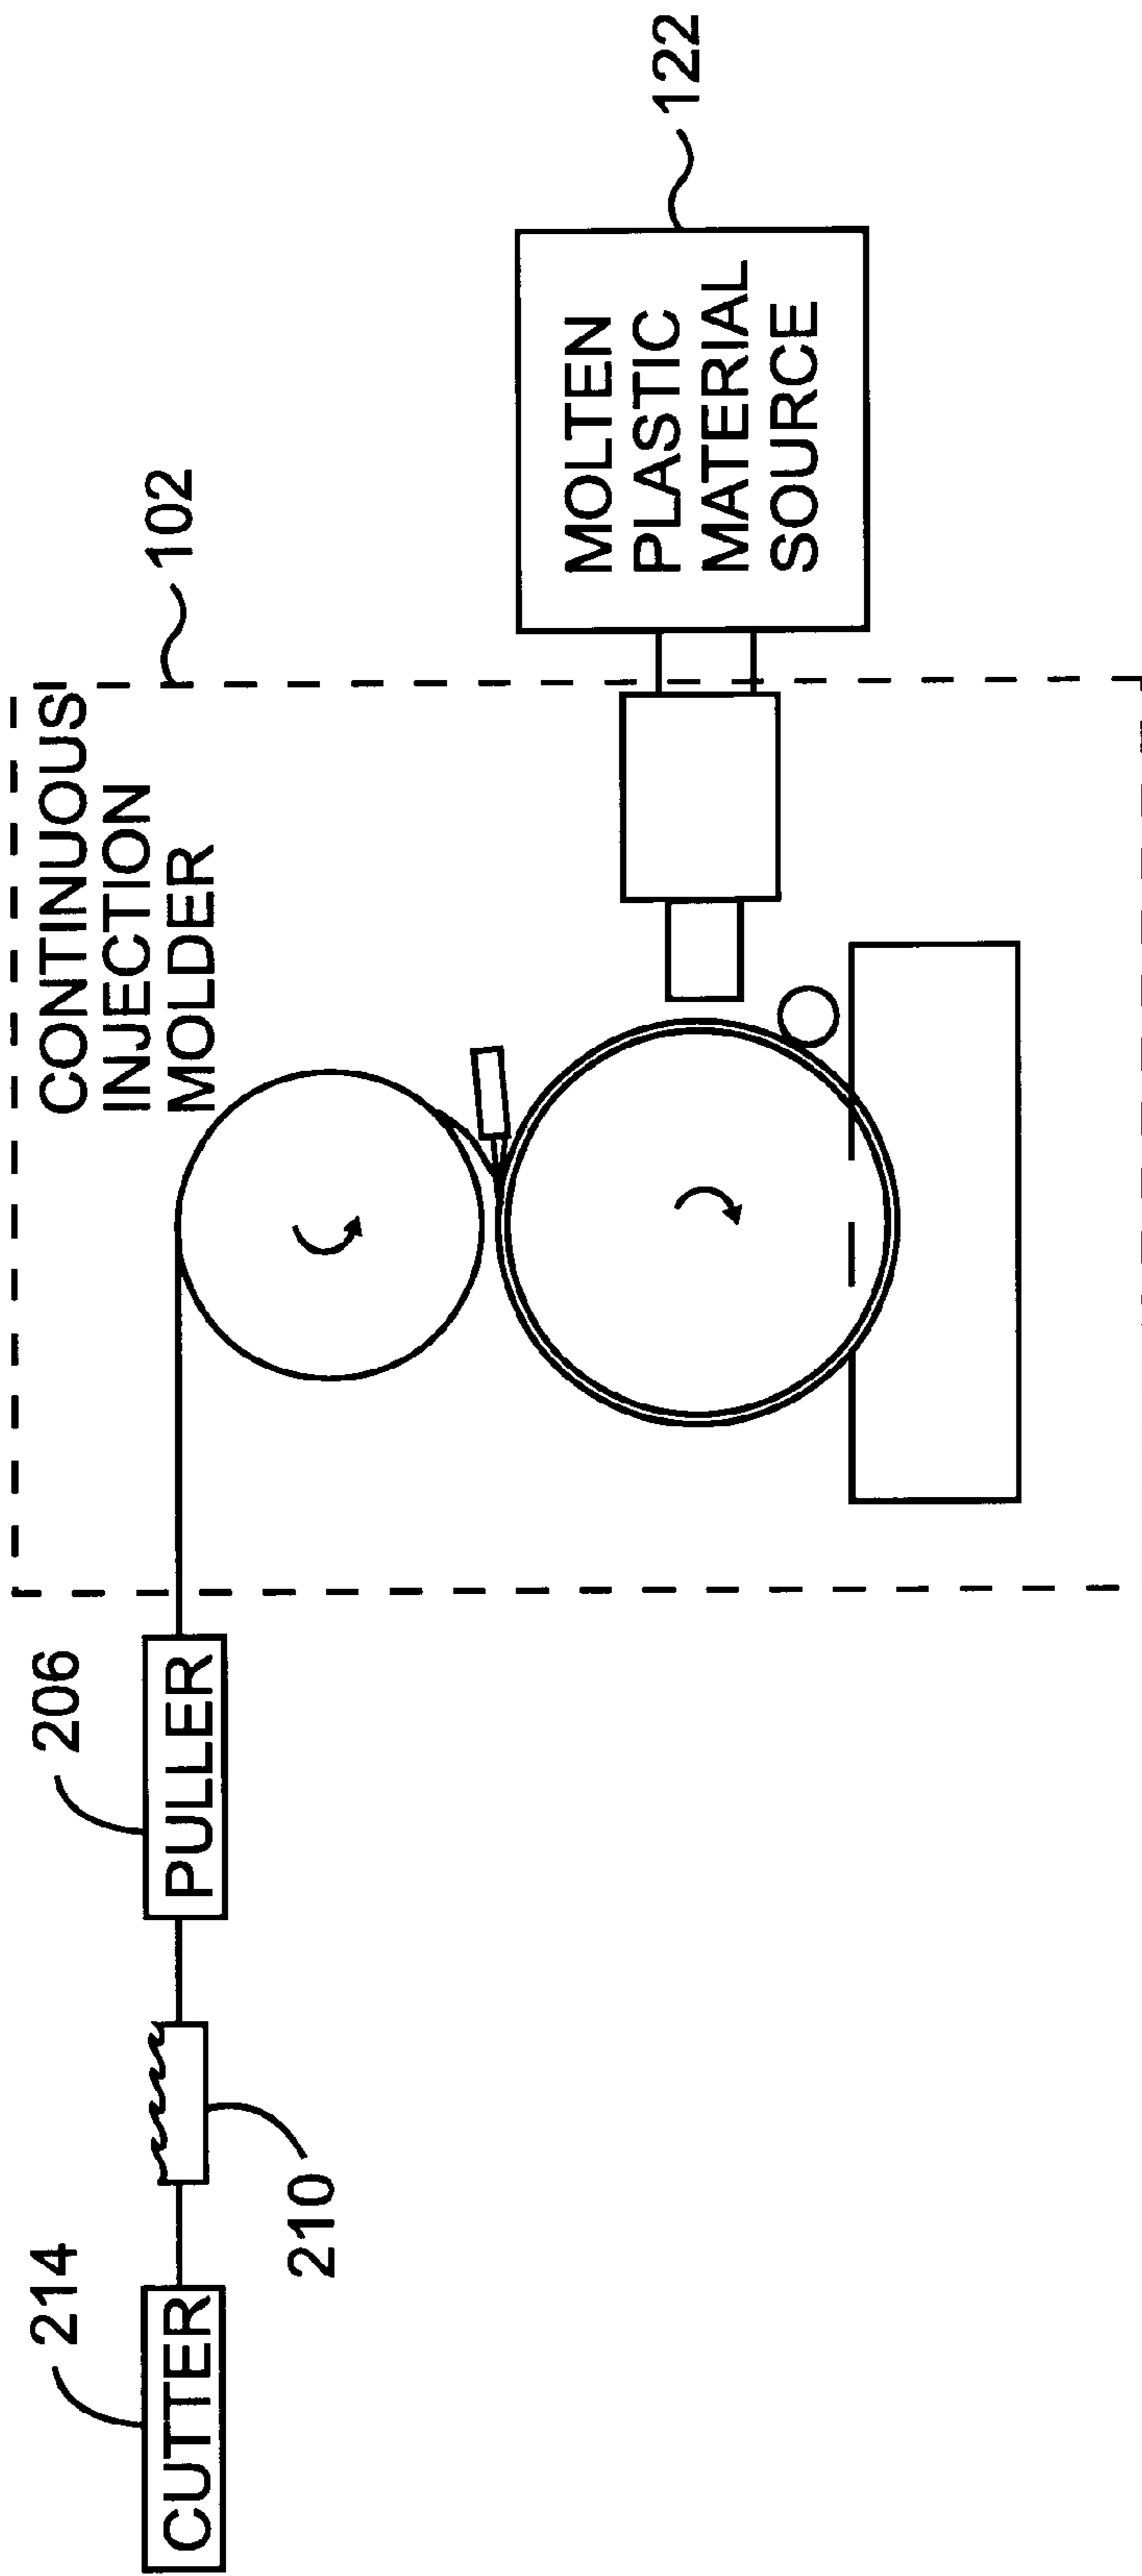 CUTTER
214
210
PULLER
206
CONTINUOUS
INJECTION
MOLDER
102
MOLTEN
PLASTIC
MATERIAL
SOURCE
122